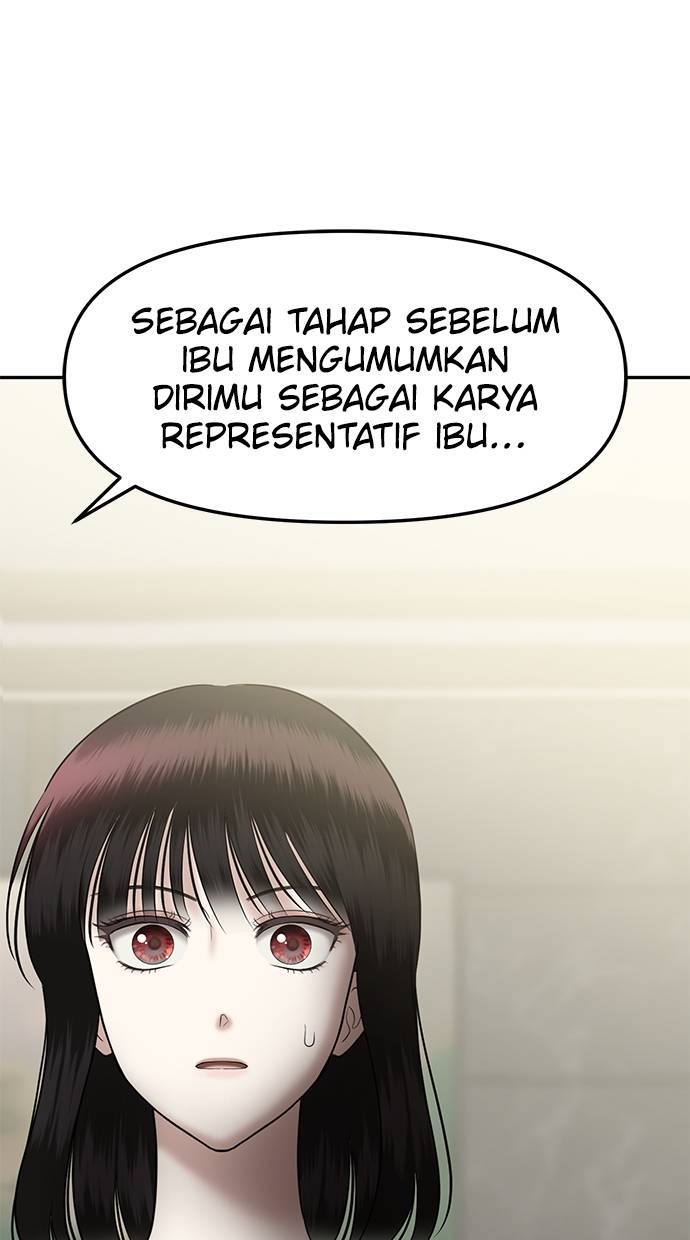 SEBAGAI TAHAP SEBELUM
IBU MENGUMUMKAN
DIRIMU SEBAGAI KARYA
REPRESENTATIF IBU...